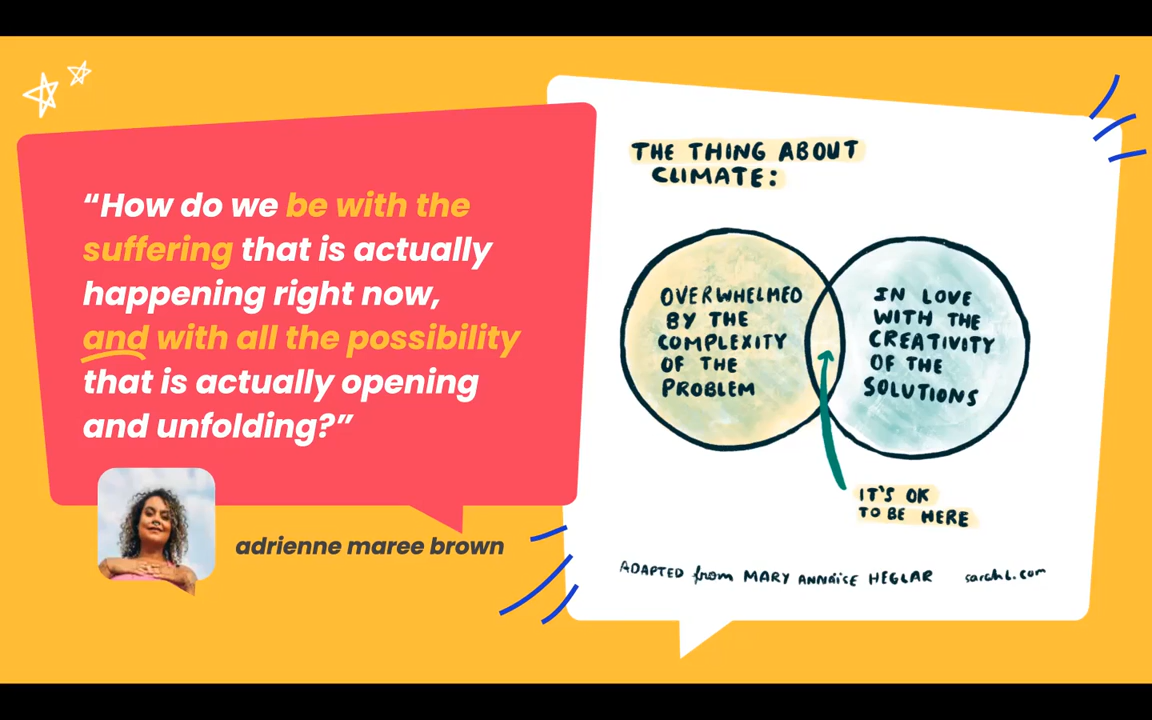 “How do we be with the
suffering that is actually
happening right now,
and with all the possibility
that is actually opening
and unfolding?”
adrienne maree brown
THE THING ABOUT
CLIMATE:
OVERWHELMED
BY THE
COMPLEXITY
OF THE
PROBLEM
IN LOVE
WITH THE
CREATIVITY
OF THE
SOLUTIONS
IT'S OK
TO BE HERE
ADAPTED from MARY ANNAÏSE HEGLAR
sarahL.com